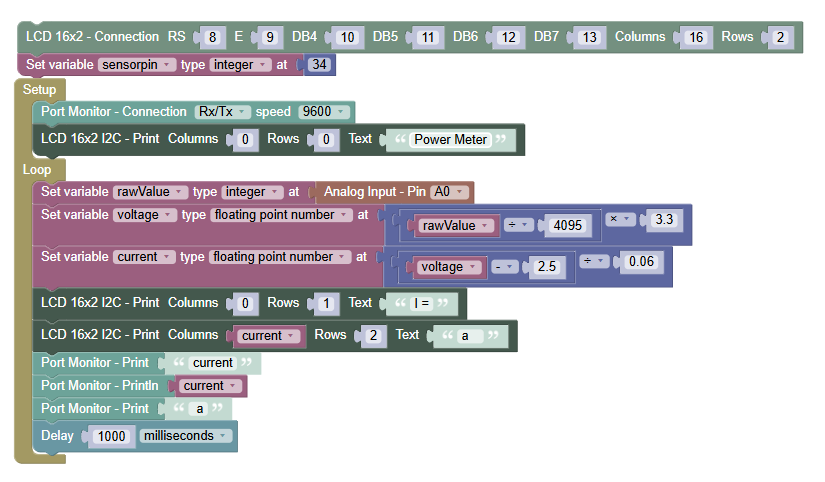 LCD 16x2 - Connection RS 8 E 9 DB4 10 DB5 11 DB6 12 DB7 13 Columns 16 Rows 2
Set variable sensorpin type integer at 34
Setup
Port Monitor - Connection Rx/Tx speed 9600
LCD 16x2 I2C - Print Columns 0 Rows 0 Text “ Power Meter ”
Loop
Set variable rawValue type integer at Analog Input - Pin A0
Set variable voltage type floating point number at rawValue ÷ 4095 × 3.3
Set variable current type floating point number at voltage - 2.5 ÷ 0.06
LCD 16x2 I2C - Print Columns 0 Rows 1 Text “ I = ”
LCD 16x2 I2C - Print Columns current Rows 2 Text “ a ”
Port Monitor - Print “ current ”
Port Monitor - Println current
Port Monitor - Print “ a ”
Delay 1000 milliseconds